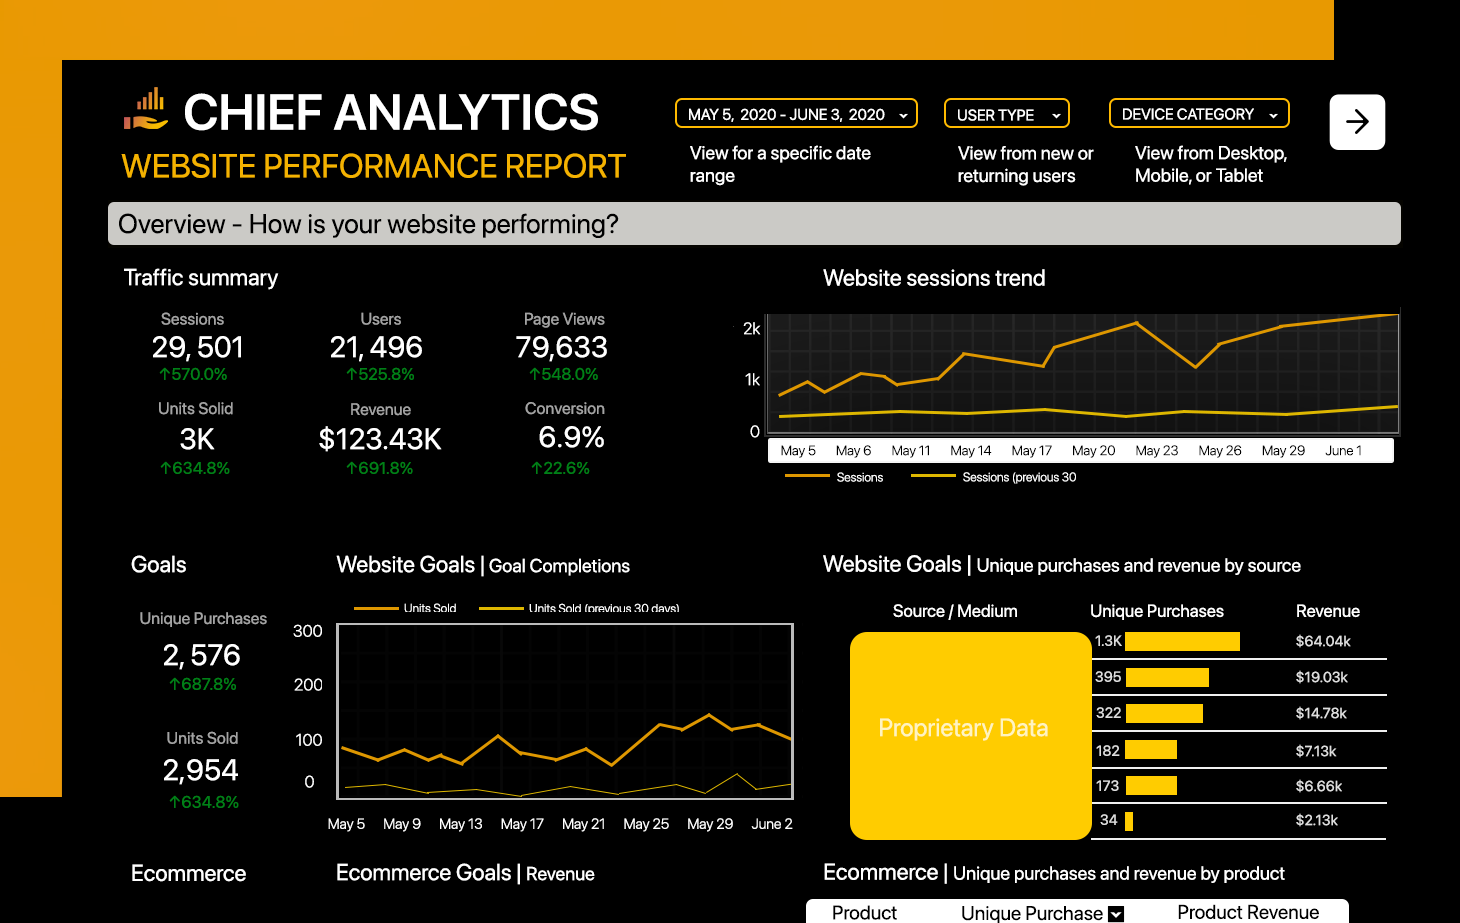 CHIEF ANALYTICS
WEBSITE PERFORMANCE REPORT
MAY 5, 2020 - JUNE 3, 2020
USER TYPE
DEVICE CATEGORY
View for a specific date
range
View from new or
returning users
View from Desktop,
Mobile, or Tablet
Overview - How is your website performing?
Traffic summary
Sessions
29, 501
↑570.0%
Users
21, 496
↑525.8%
Page Views
79,633
↑548.0%
Units Solid
3K
↑634.8%
Revenue
$123.43K
↑691.8%
Conversion
6.9%
↑22.6%
Website sessions trend
2k
1k
0
May 5 May 6 May 11 May 14 May 17 May 20 May 23 May 26 May 29 June 1
Sessions Sessions (previous 30
Goals
Unique Purchases
2, 576
↑687.8%
Units Sold
2,954
↑634.8%
Website Goals | Goal Completions
Units Sold Units Sold (previous 30 days)
300
200
100
0
May 5 May 9 May 13 May 17 May 21 May 25 May 29 June 2
Website Goals | Unique purchases and revenue by source
Source / Medium Unique Purchases Revenue
Proprietary Data
1.3K $64.04k
395 $19.03k
322 $14.78k
182 $7.13k
173 $6.66k
34 $2.13k
Ecommerce
Ecommerce Goals | Revenue
Ecommerce | Unique purchases and revenue by product
Product Unique Purchase Product Revenue